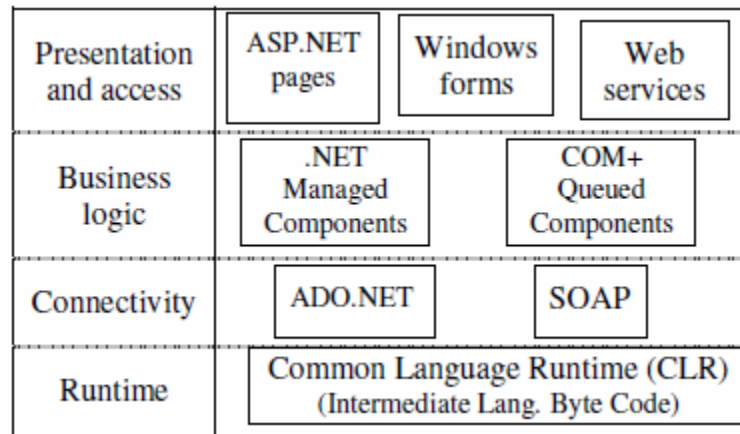 Presentation
and access
ASP.NET
pages
Windows
forms
Web
services
Business
logic
.NET
Managed
Components
COM+
Queued
Components
Connectivity
ADO.NET
SOAP
Runtime
Common Language Runtime (CLR)
(Intermediate Lang. Byte Code)